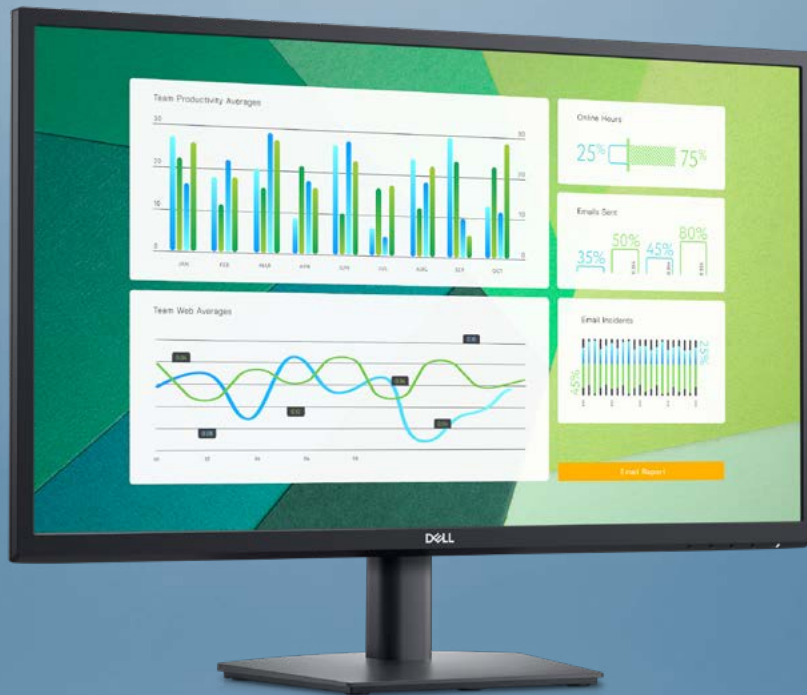 Team Productivity Averages
30
20
10
0
30
20
10
0
JAN FEB MAR APR JUN JUL AUG SEP OCT
Online Hours
25% 75%
Emails Sent
35% 50% 45% 80%
Team Web Averages
Email Incidents
45% 25%
Email Report
DELL